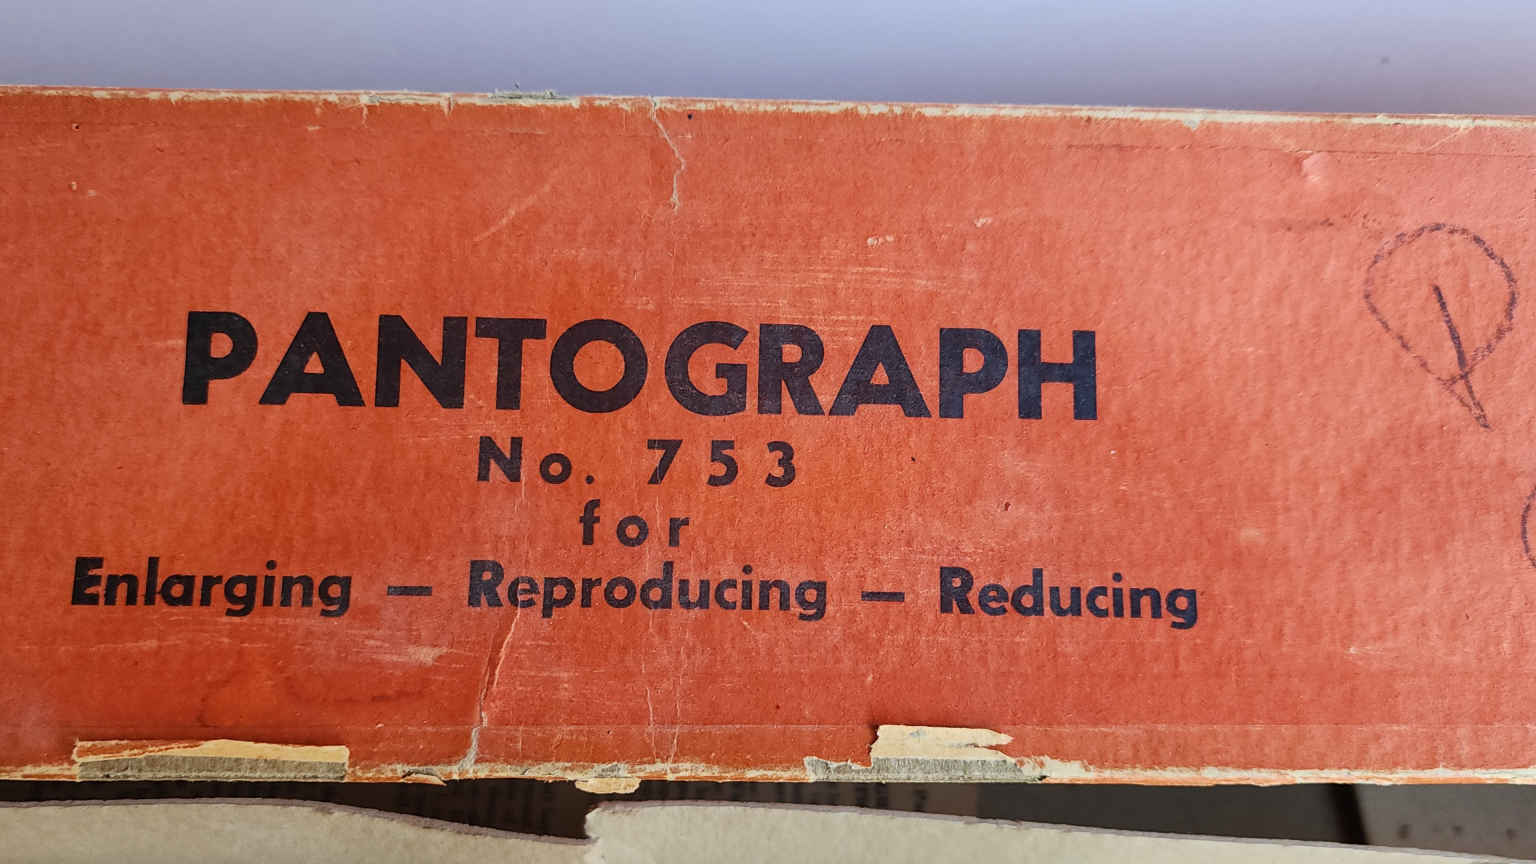 PANTOGRAPH
No. 753
for
Enlarging — Reproducing — Reducing